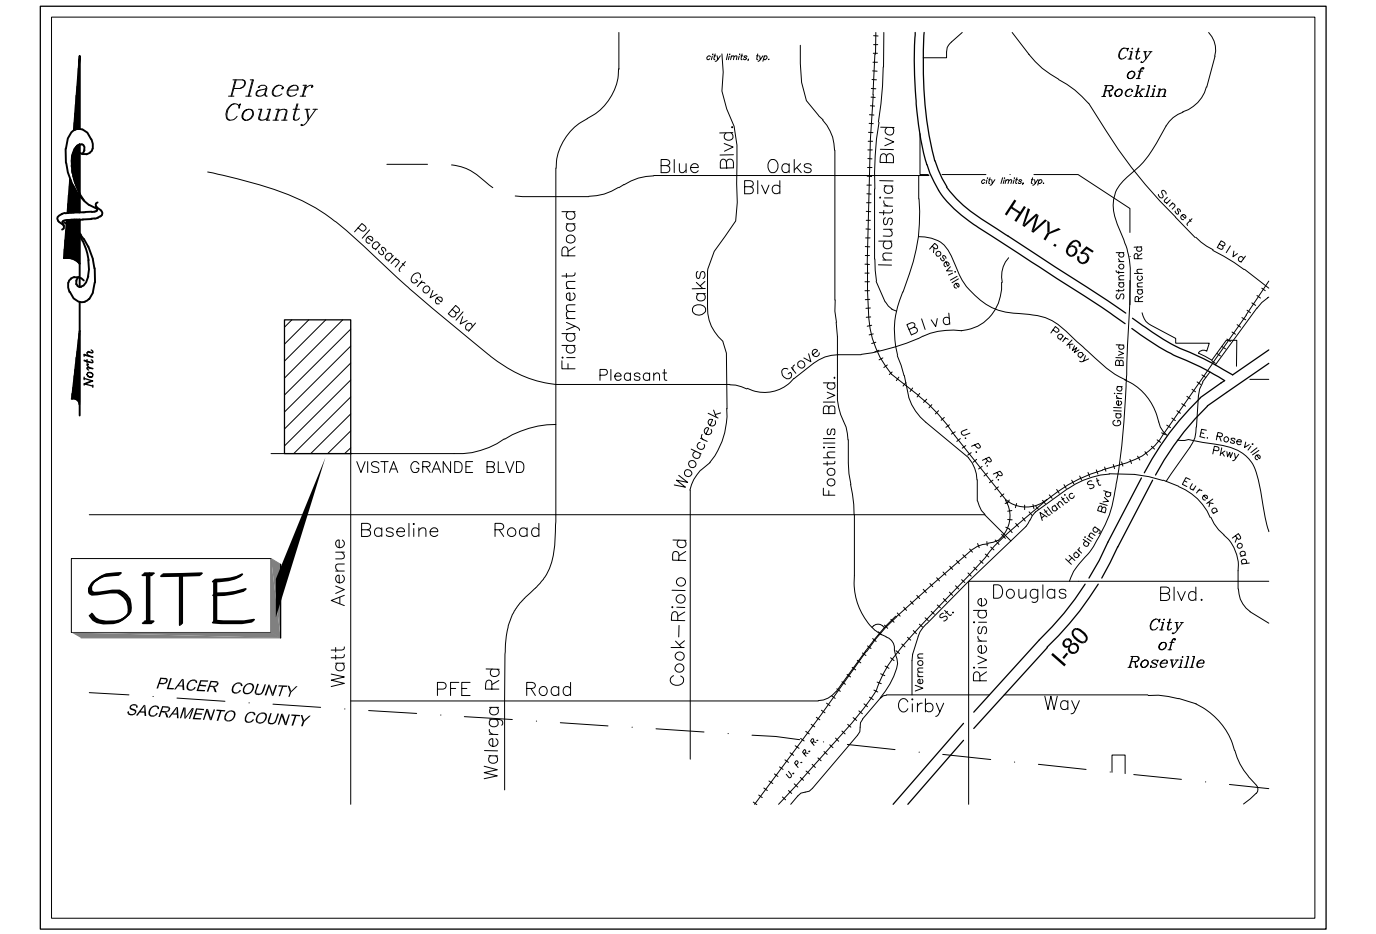 Placer
County
city limits, typ.
City
of
Rocklin
Blue Oaks
Blvd
Blvd.
Oaks
Woodcreek
Industrial Blvd
city limits, typ.
HWY. 65
Sunset Blvd
Stanford
Ranch Rd
Galleria Blvd
Roseville
Parkway
Pleasant Grove Blvd
Fiddyment Road
Pleasant Grove Blvd
Foothills Blvd.
North
VISTA GRANDE BLVD
U. P. R. R.
E. Roseville
Pkwy
Eureka Road
Atlantic St
Harding Blvd
Baseline Road
SITE
Watt Avenue
Cook-Riolo Rd
Walerga Rd
PFE Road
Douglas Blvd.
Riverside
Vernon St.
I-80
City
of
Roseville
Cirby Way
PLACER COUNTY
SACRAMENTO COUNTY
U. P. R. R.